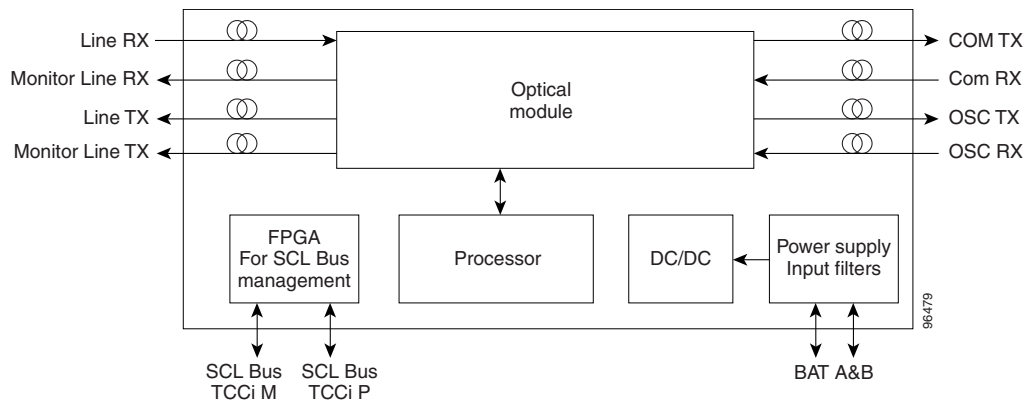 Line RX
Monitor Line RX
Line TX
Monitor Line TX
Optical
module
COM TX
Com RX
OSC TX
OSC RX
FPGA
For SCL Bus
management
Processor
DC/DC
Power supply
Input filters
96479
SCL Bus
TCCi M
SCL Bus
TCCi P
BAT A&B